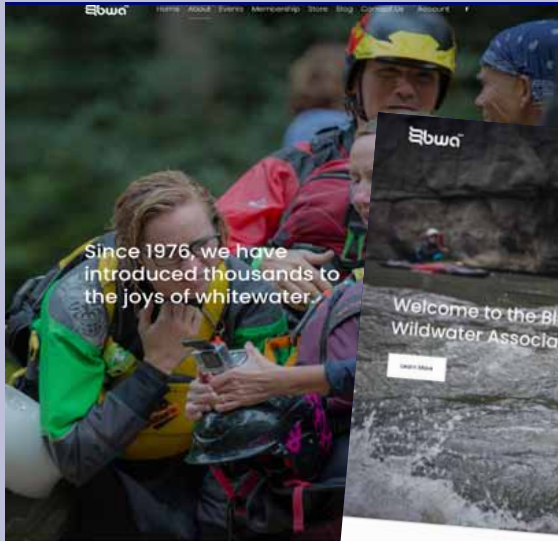 bwa
Home About Events Membership Store Blog Contact Us Account
Since 1976, we have
introduced thousands to
the joys of whitewater.
bwa
Welcome to the Bl
Wildwater Associa
Learn More